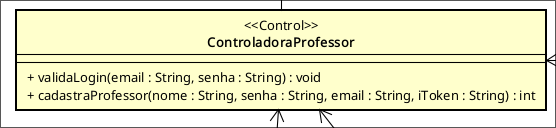 <<Control>>
ControladoraProfessor
+ validaLogin(email : String, senha : String) : void
+ cadastraProfessor(nome : String, senha : String, email : String, iToken : String) : int